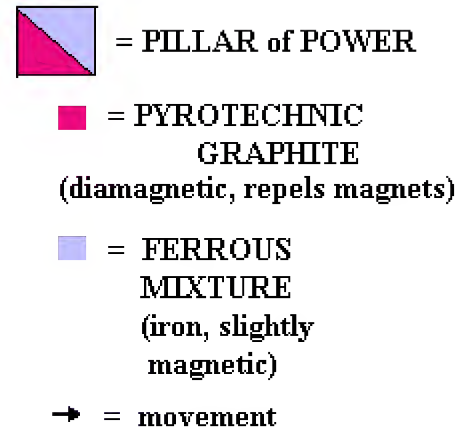 = PILLAR of POWER
= PYROTECHNIC
GRAPHITE
(diamagnetic, repels magnets)
= FERROUS
MIXTURE
(iron, slightly
magnetic)
= movement